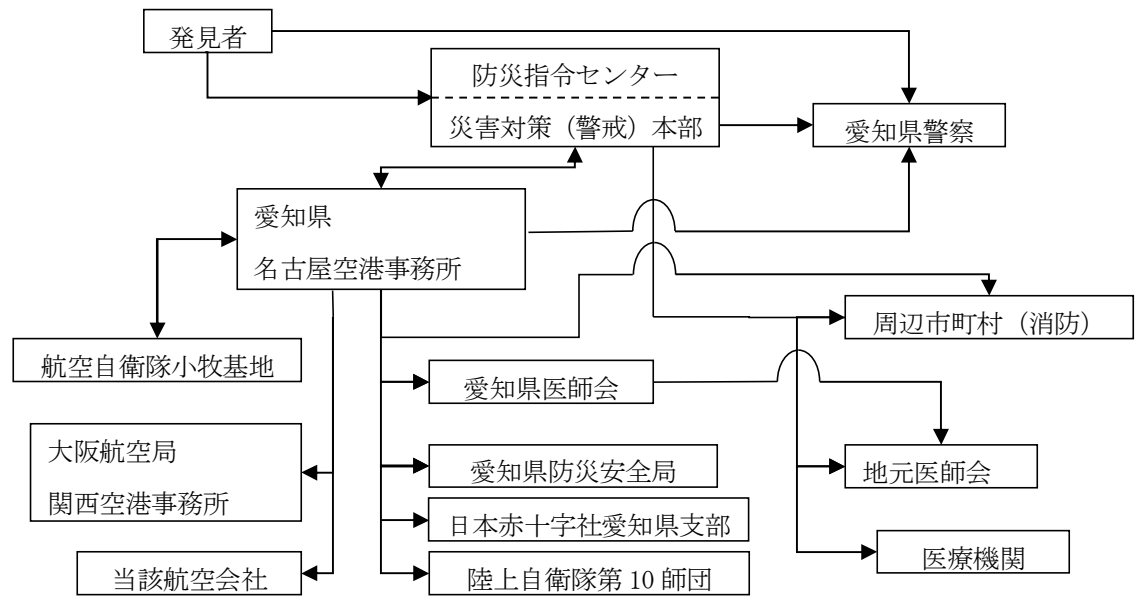 発見者
防災指令センター
災害対策（警戒）本部
愛知県警察
愛知県
名古屋空港事務所
周辺市町村（消防）
航空自衛隊小牧基地
愛知県医師会
大阪航空局
関西空港事務所
愛知県防災安全局
地元医師会
日本赤十字社愛知県支部
医療機関
当該航空会社
陸上自衛隊第 10 師団